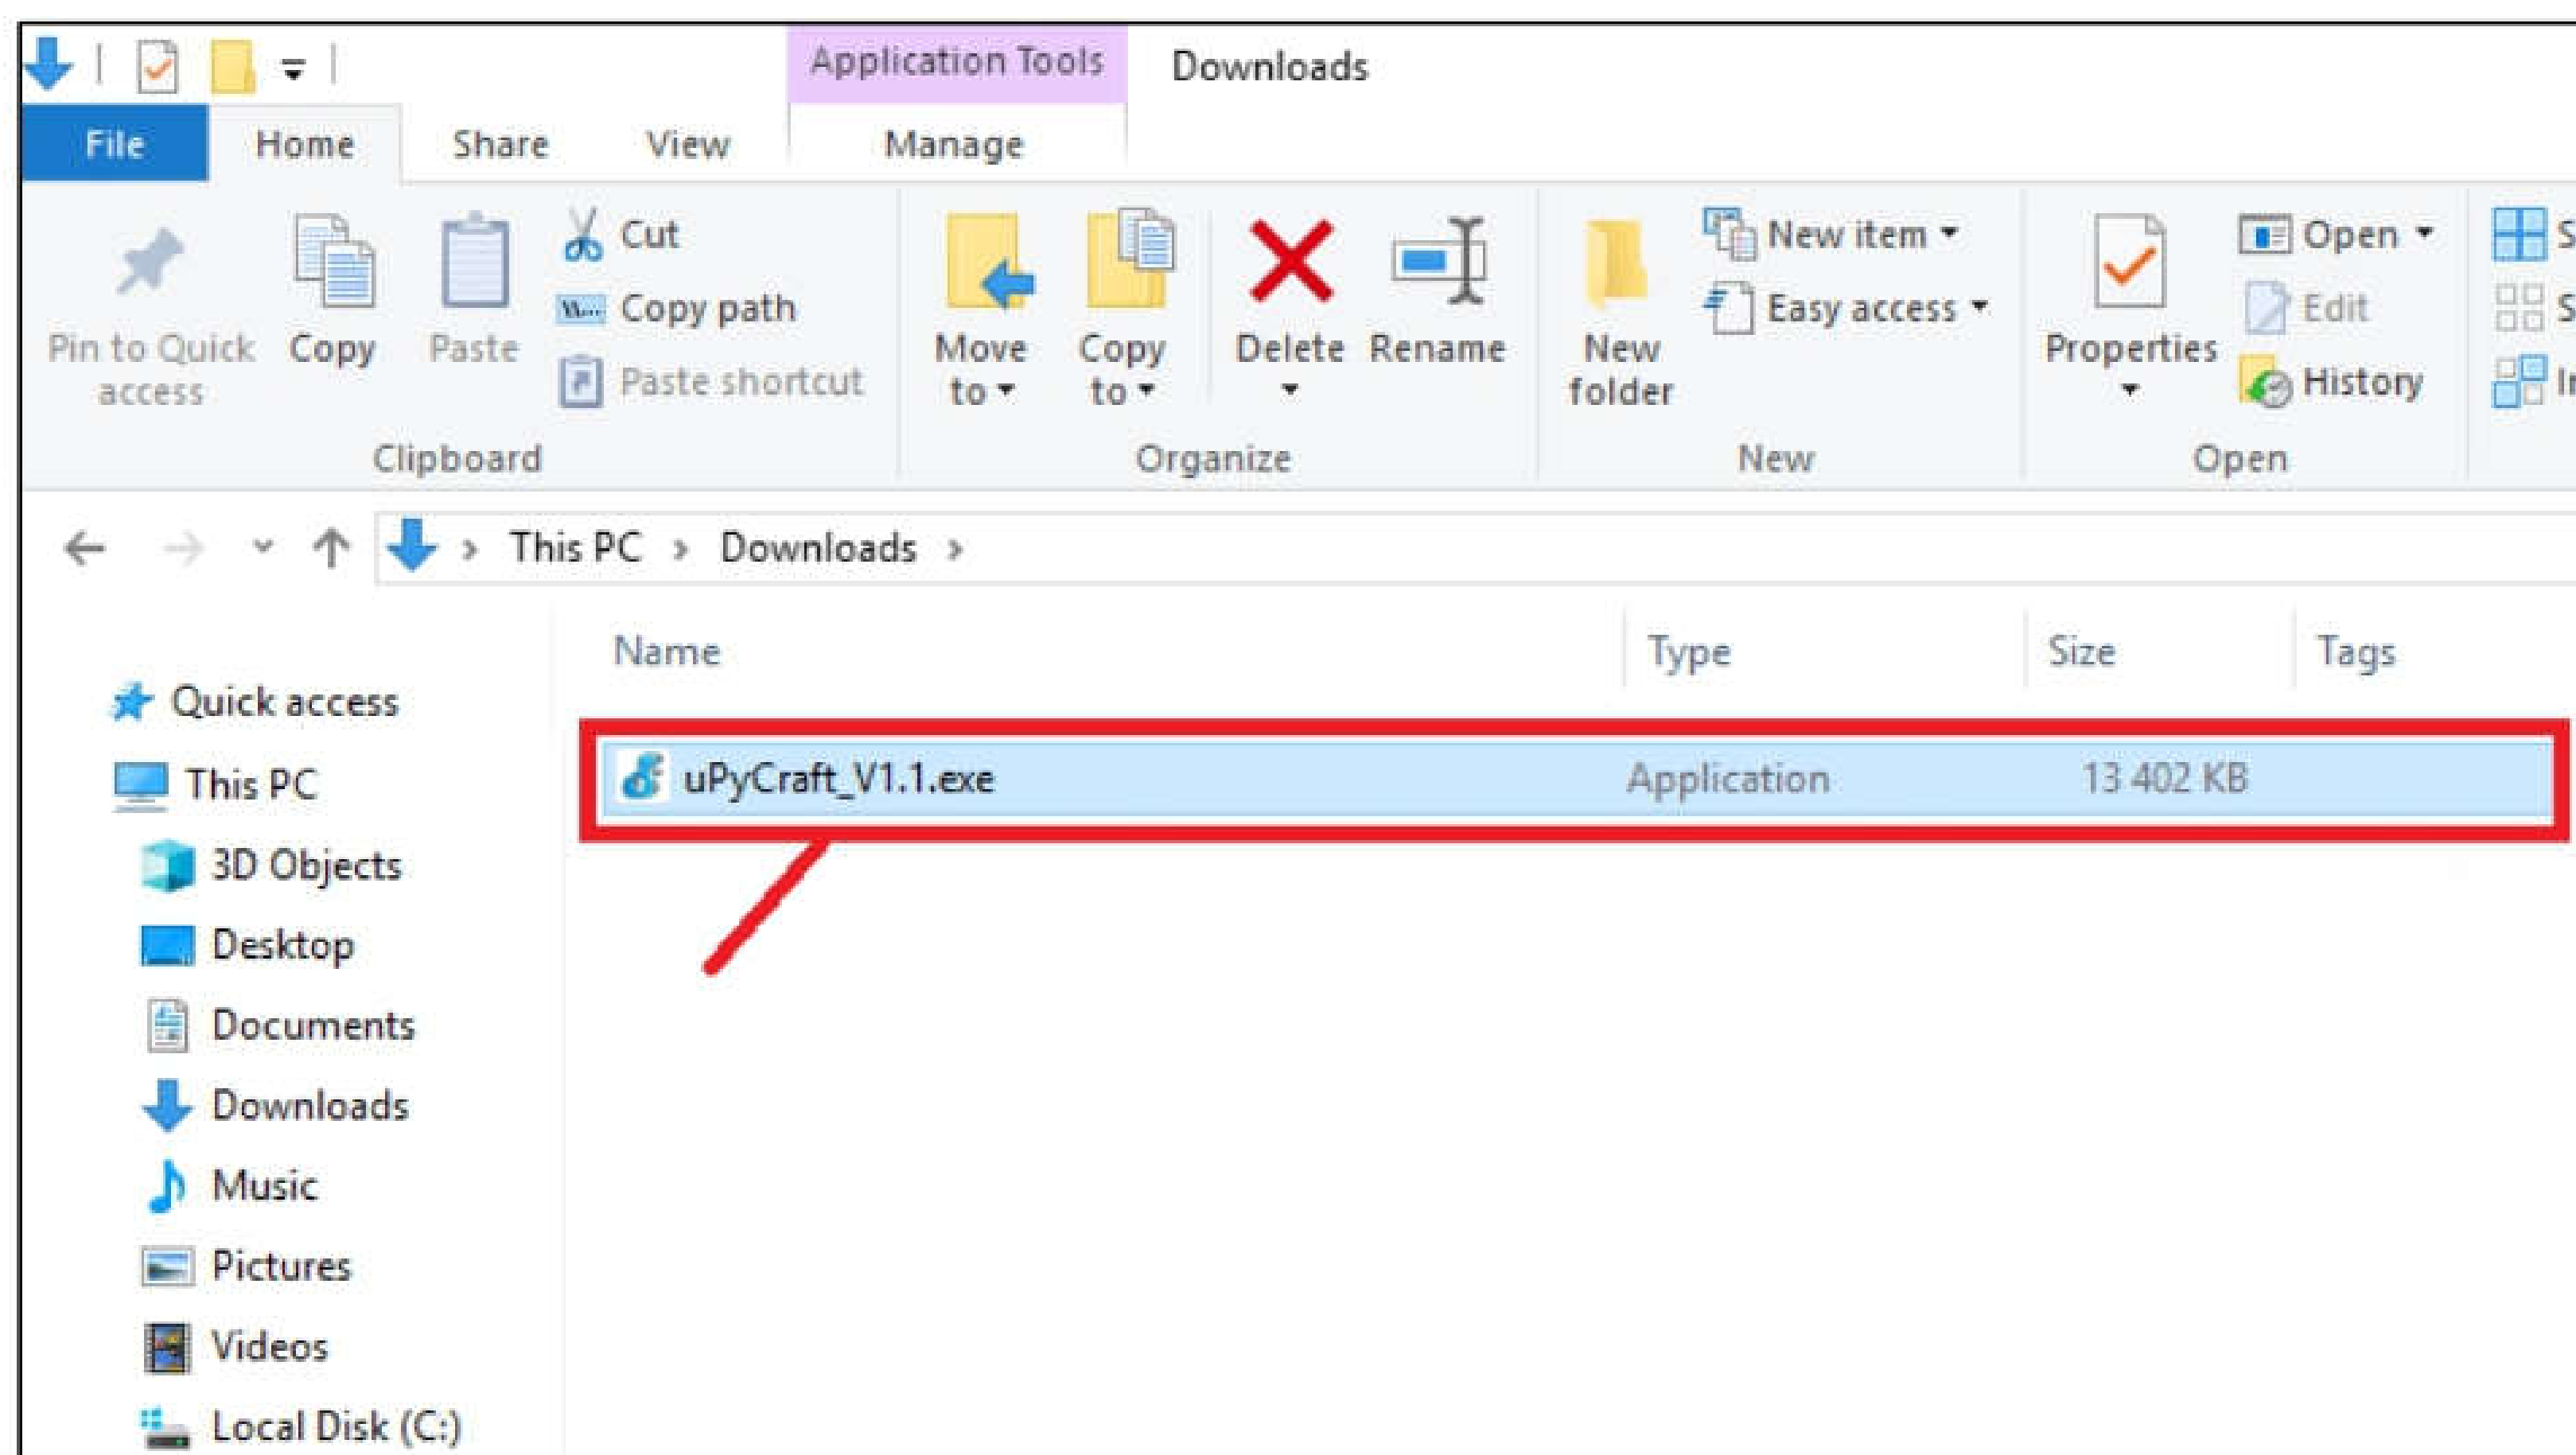 Application Tools
Downloads
File
Home
Share
View
Manage
Pin to Quick
access
Copy
Paste
Cut
Copy path
Paste shortcut
Clipboard
Move
to
Copy
to
Delete
Rename
Organize
New
folder
New item
Easy access
New
Properties
Open
Edit
History
Open
This PC
Downloads
Name
Type
Size
Tags
uPyCraft_V1.1.exe
Application
13 402 KB
Quick access
This PC
3D Objects
Desktop
Documents
Downloads
Music
Pictures
Videos
Local Disk (C:)